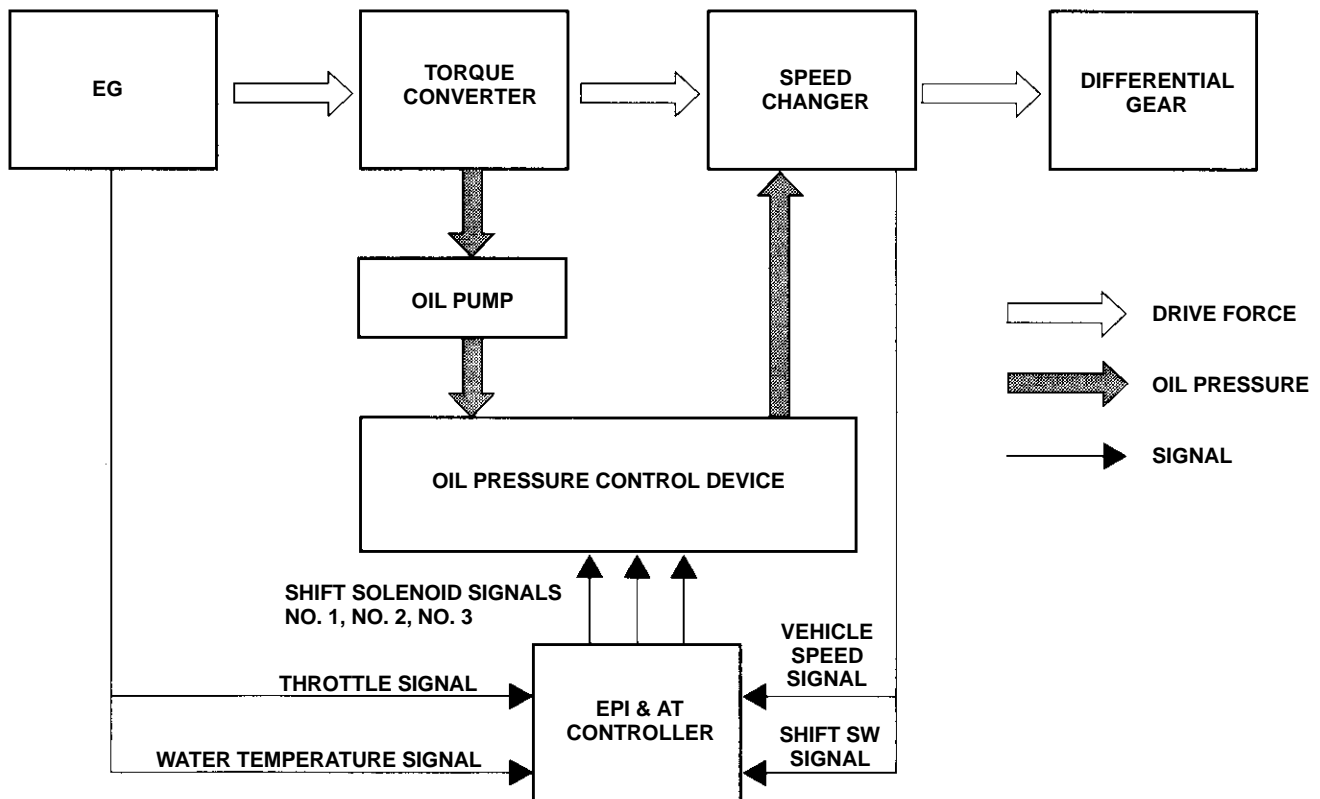 EG
TORQUE
CONVERTER
SPEED
CHANGER
DIFFERENTIAL
GEAR
OIL PUMP
DRIVE FORCE
OIL PRESSURE
SIGNAL
OIL PRESSURE CONTROL DEVICE
SHIFT SOLENOID SIGNALS
NO. 1, NO. 2, NO. 3
VEHICLE
SPEED
SIGNAL
THROTTLE SIGNAL
EPI & AT
CONTROLLER
WATER TEMPERATURE SIGNAL
SHIFT SW
SIGNAL